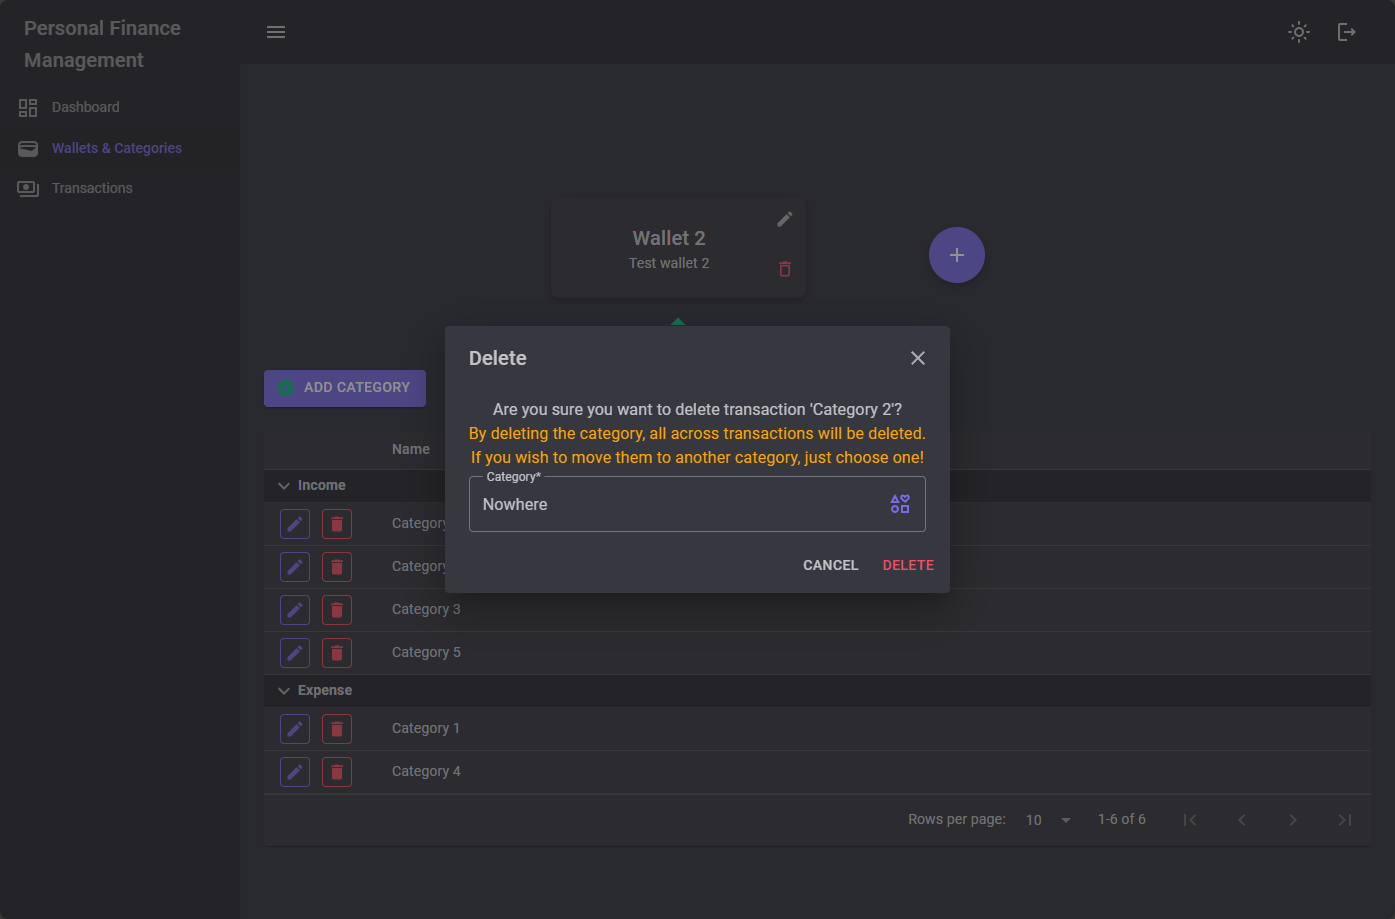 Personal Finance
Management
Dashboard
Wallets & Categories
Transactions
Wallet 2
Test wallet 2
ADD CATEGORY
Delete
Are you sure you want to delete transaction 'Category 2'?
By deleting the category, all across transactions will be deleted.
If you wish to move them to another category, just choose one!
Category*
Nowhere
CANCEL DELETE
Name
Income
Category
Category
Category 3
Category 5
Expense
Category 1
Category 4
Rows per page: 10 1-6 of 6